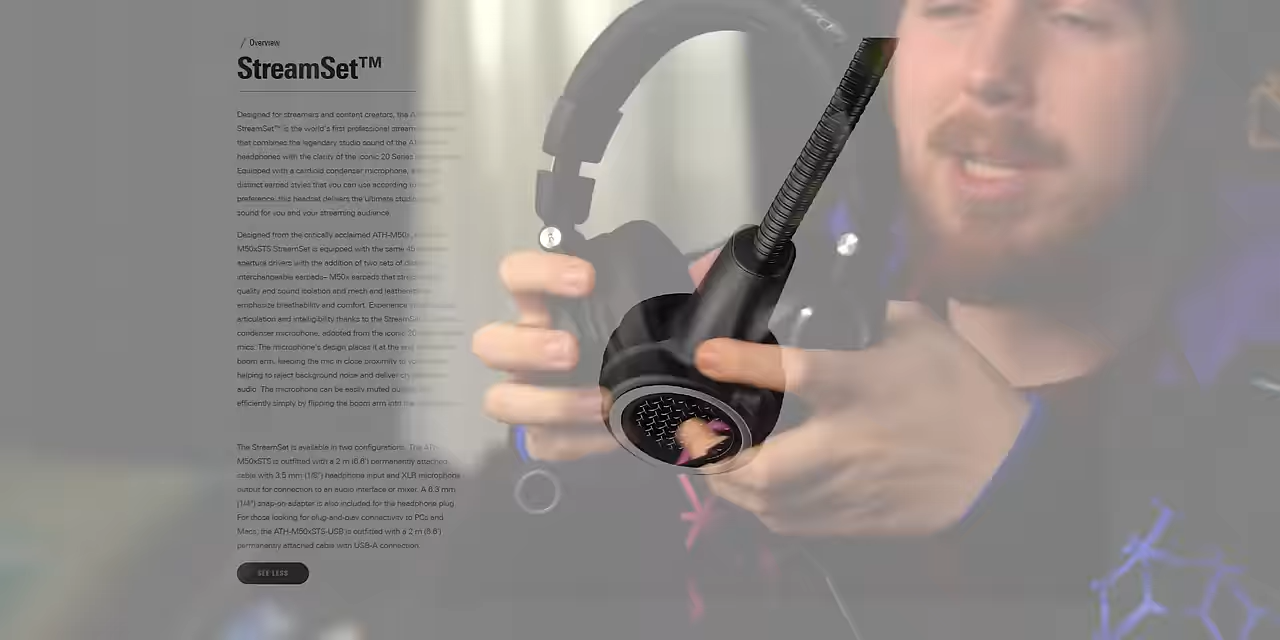 / Overview
StreamSet™
Designed for streamers and content creators, the
StreamSet™ is the world's first professional
that combines the legendary studio sound of the
headphones with the clarity of the iconic 20 Series
Equipped with a cardioid condenser microphone,
distinct earpad styles that you can use according to
preference, this headset delivers the ultimate studio
sound for you and your streaming audience.
Designed from the critically acclaimed ATH-M50x,
M50xSTS StreamSet is equipped with the same 45
aperture drivers with the addition of two sets of
interchangeable earpads– M50x earpads that
quality and sound isolation and mesh and
emphasize breathability and comfort. Experience
articulation and intelligibility thanks to the
condenser microphone, adopted from the iconic 20
mics. The microphone's design places it at the
boom arm, keeping the mic in close proximity to
helping to reject background noise and deliver
audio. The microphone can be easily muted
efficiently simply by flipping the boom arm into
The StreamSet is available in two configurations. The
M50xSTS is outfitted with a 2 m (6.6') permanently attached
cable with 3.5 mm (1/8") headphone input and XLR microphone
output for connection to an audio interface or mixer. A 6.3 mm
(1/4") snap-on adapter is also included for the headphone plug.
For those looking for plug-and-play connectivity to PCs and
Macs, the ATH-M50xSTS-USB is outfitted with a 2 m (6.6')
permanently attached cable with USB-A connection.
SEE LESS